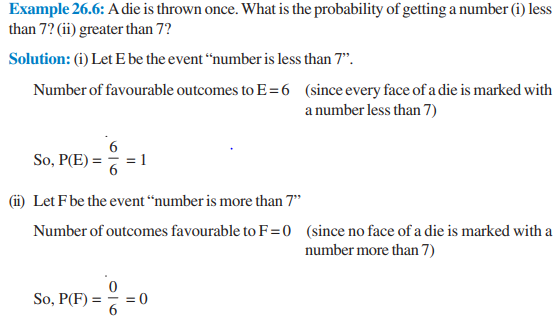 Example 26.6: A die is thrown once. What is the probability of getting a number (i) less
than 7? (ii) greater than 7?
Solution: (i) Let E be the event “number is less than 7”.
Number of favourable outcomes to E = 6 (since every face of a die is marked with
a number less than 7)
So, P(E) = 6/6 = 1
(ii) Let F be the event “number is more than 7”
Number of outcomes favourable to F = 0 (since no face of a die is marked with a
number more than 7)
So, P(F) = 0/6 = 0